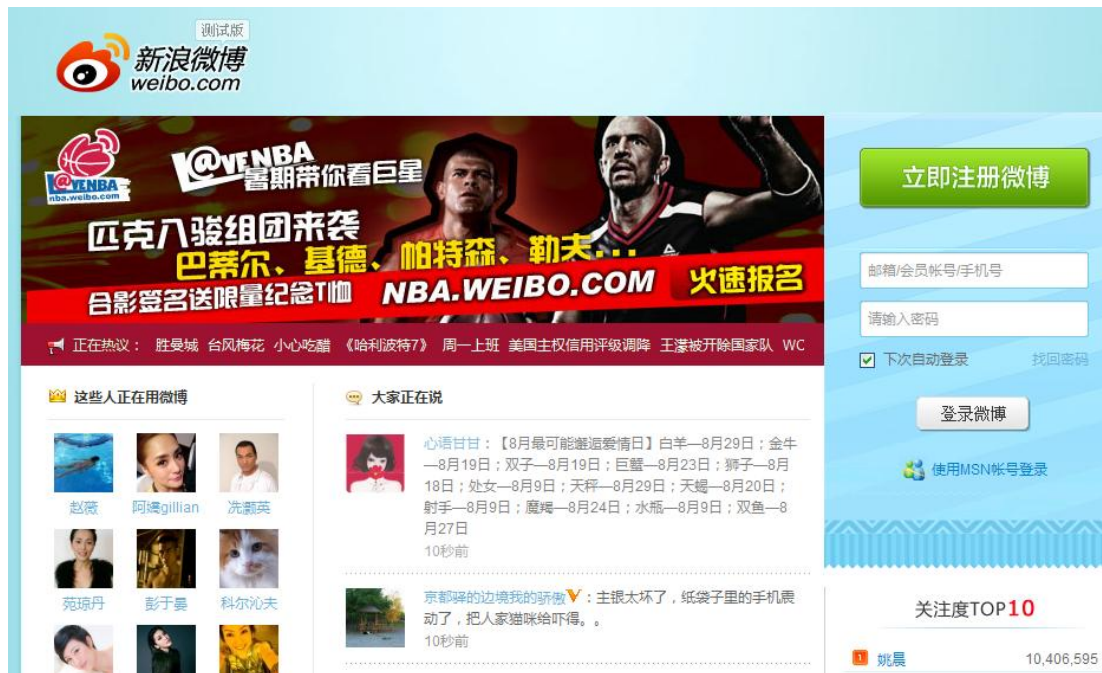 测试版
新浪微博
weibo.com
L@VENBA
nba.weibo.com
L@VENBA
暑期带你看巨星
匹克八骏组团来袭
巴蒂尔、基德、帕特森、勒夫...
合影签名送限量纪念T恤 NBA.WEIBO.COM 火速报名
正在热议： 胜曼城 台风梅花 小心吃醋 《哈利波特7》 周一上班 美国主权信用评级调降 王濛被开除国家队 WC
立即注册微博
邮箱/会员帐号/手机号
请输入密码
下次自动登录 找回密码
登录微博
使用MSN帐号登录
这些人正在用微博
赵薇 阿嬌gillian 冼灏英
苑琼丹 彭于晏 科尔沁夫
大家正在说
心语甘甘：【8月最可能邂逅爱情日】白羊—8月29日；金牛
—8月19日；双子—8月19日；巨蟹—8月23日；狮子—8月
18日；处女—8月9日；天秤—8月29日；天蝎—8月20日；
射手—8月9日；魔羯—8月24日；水瓶—8月9日；双鱼—8
月27日
10秒前
京都驿的边境我的骄傲V：主银太坏了，纸袋子里的手机震
动了，把人家猫咪给吓得。。
10秒前
关注度TOP10
1 姚晨 10,406,595